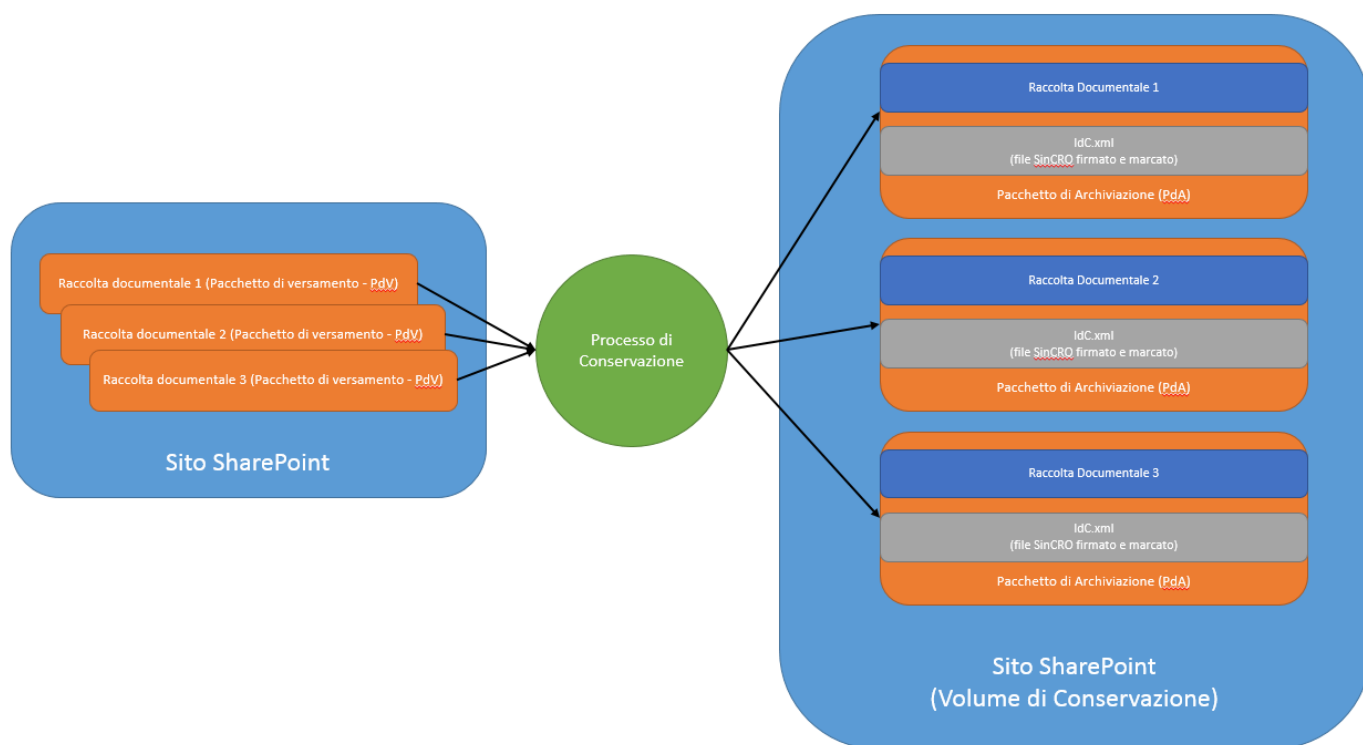 Raccolta documentale 1 (Pacchetto di versamento - PdV)
Raccolta documentale 2 (Pacchetto di versamento - PdV)
Raccolta documentale 3 (Pacchetto di versamento - PdV)
Sito SharePoint
Processo di
Conservazione
Raccolta Documentale 1
IdC.xml
(file SinCRO firmato e marcato)
Pacchetto di Archiviazione (PdA)
Raccolta Documentale 2
IdC.xml
(file SinCRO firmato e marcato)
Pacchetto di Archiviazione (PdA)
Raccolta Documentale 3
IdC.xml
(file SinCRO firmato e marcato)
Pacchetto di Archiviazione (PdA)
Sito SharePoint
(Volume di Conservazione)